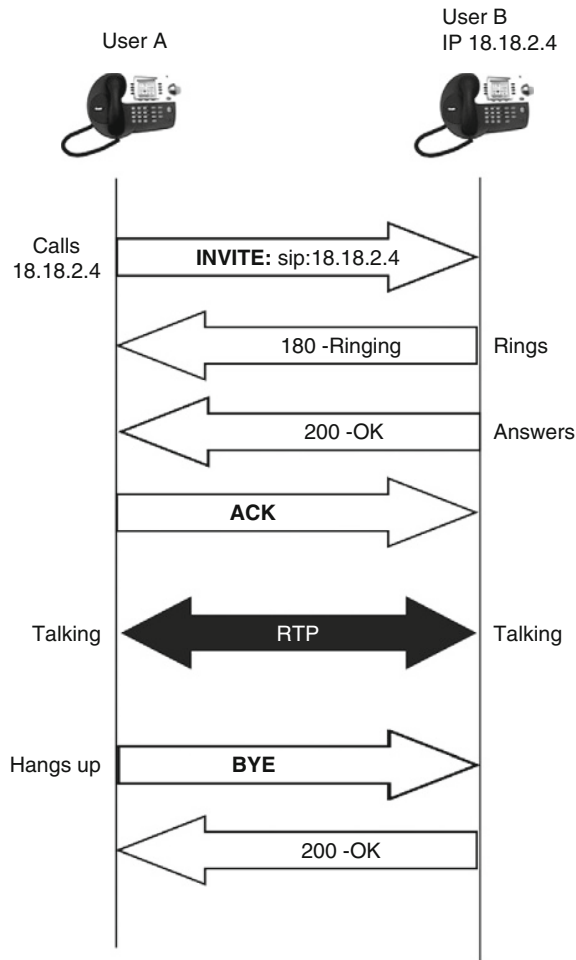 User A
User B
IP 18.18.2.4
Calls
18.18.2.4
INVITE: sip:18.18.2.4
180 -Ringing
Rings
200 -OK
Answers
ACK
Talking
RTP
Talking
Hangs up
BYE
200 -OK